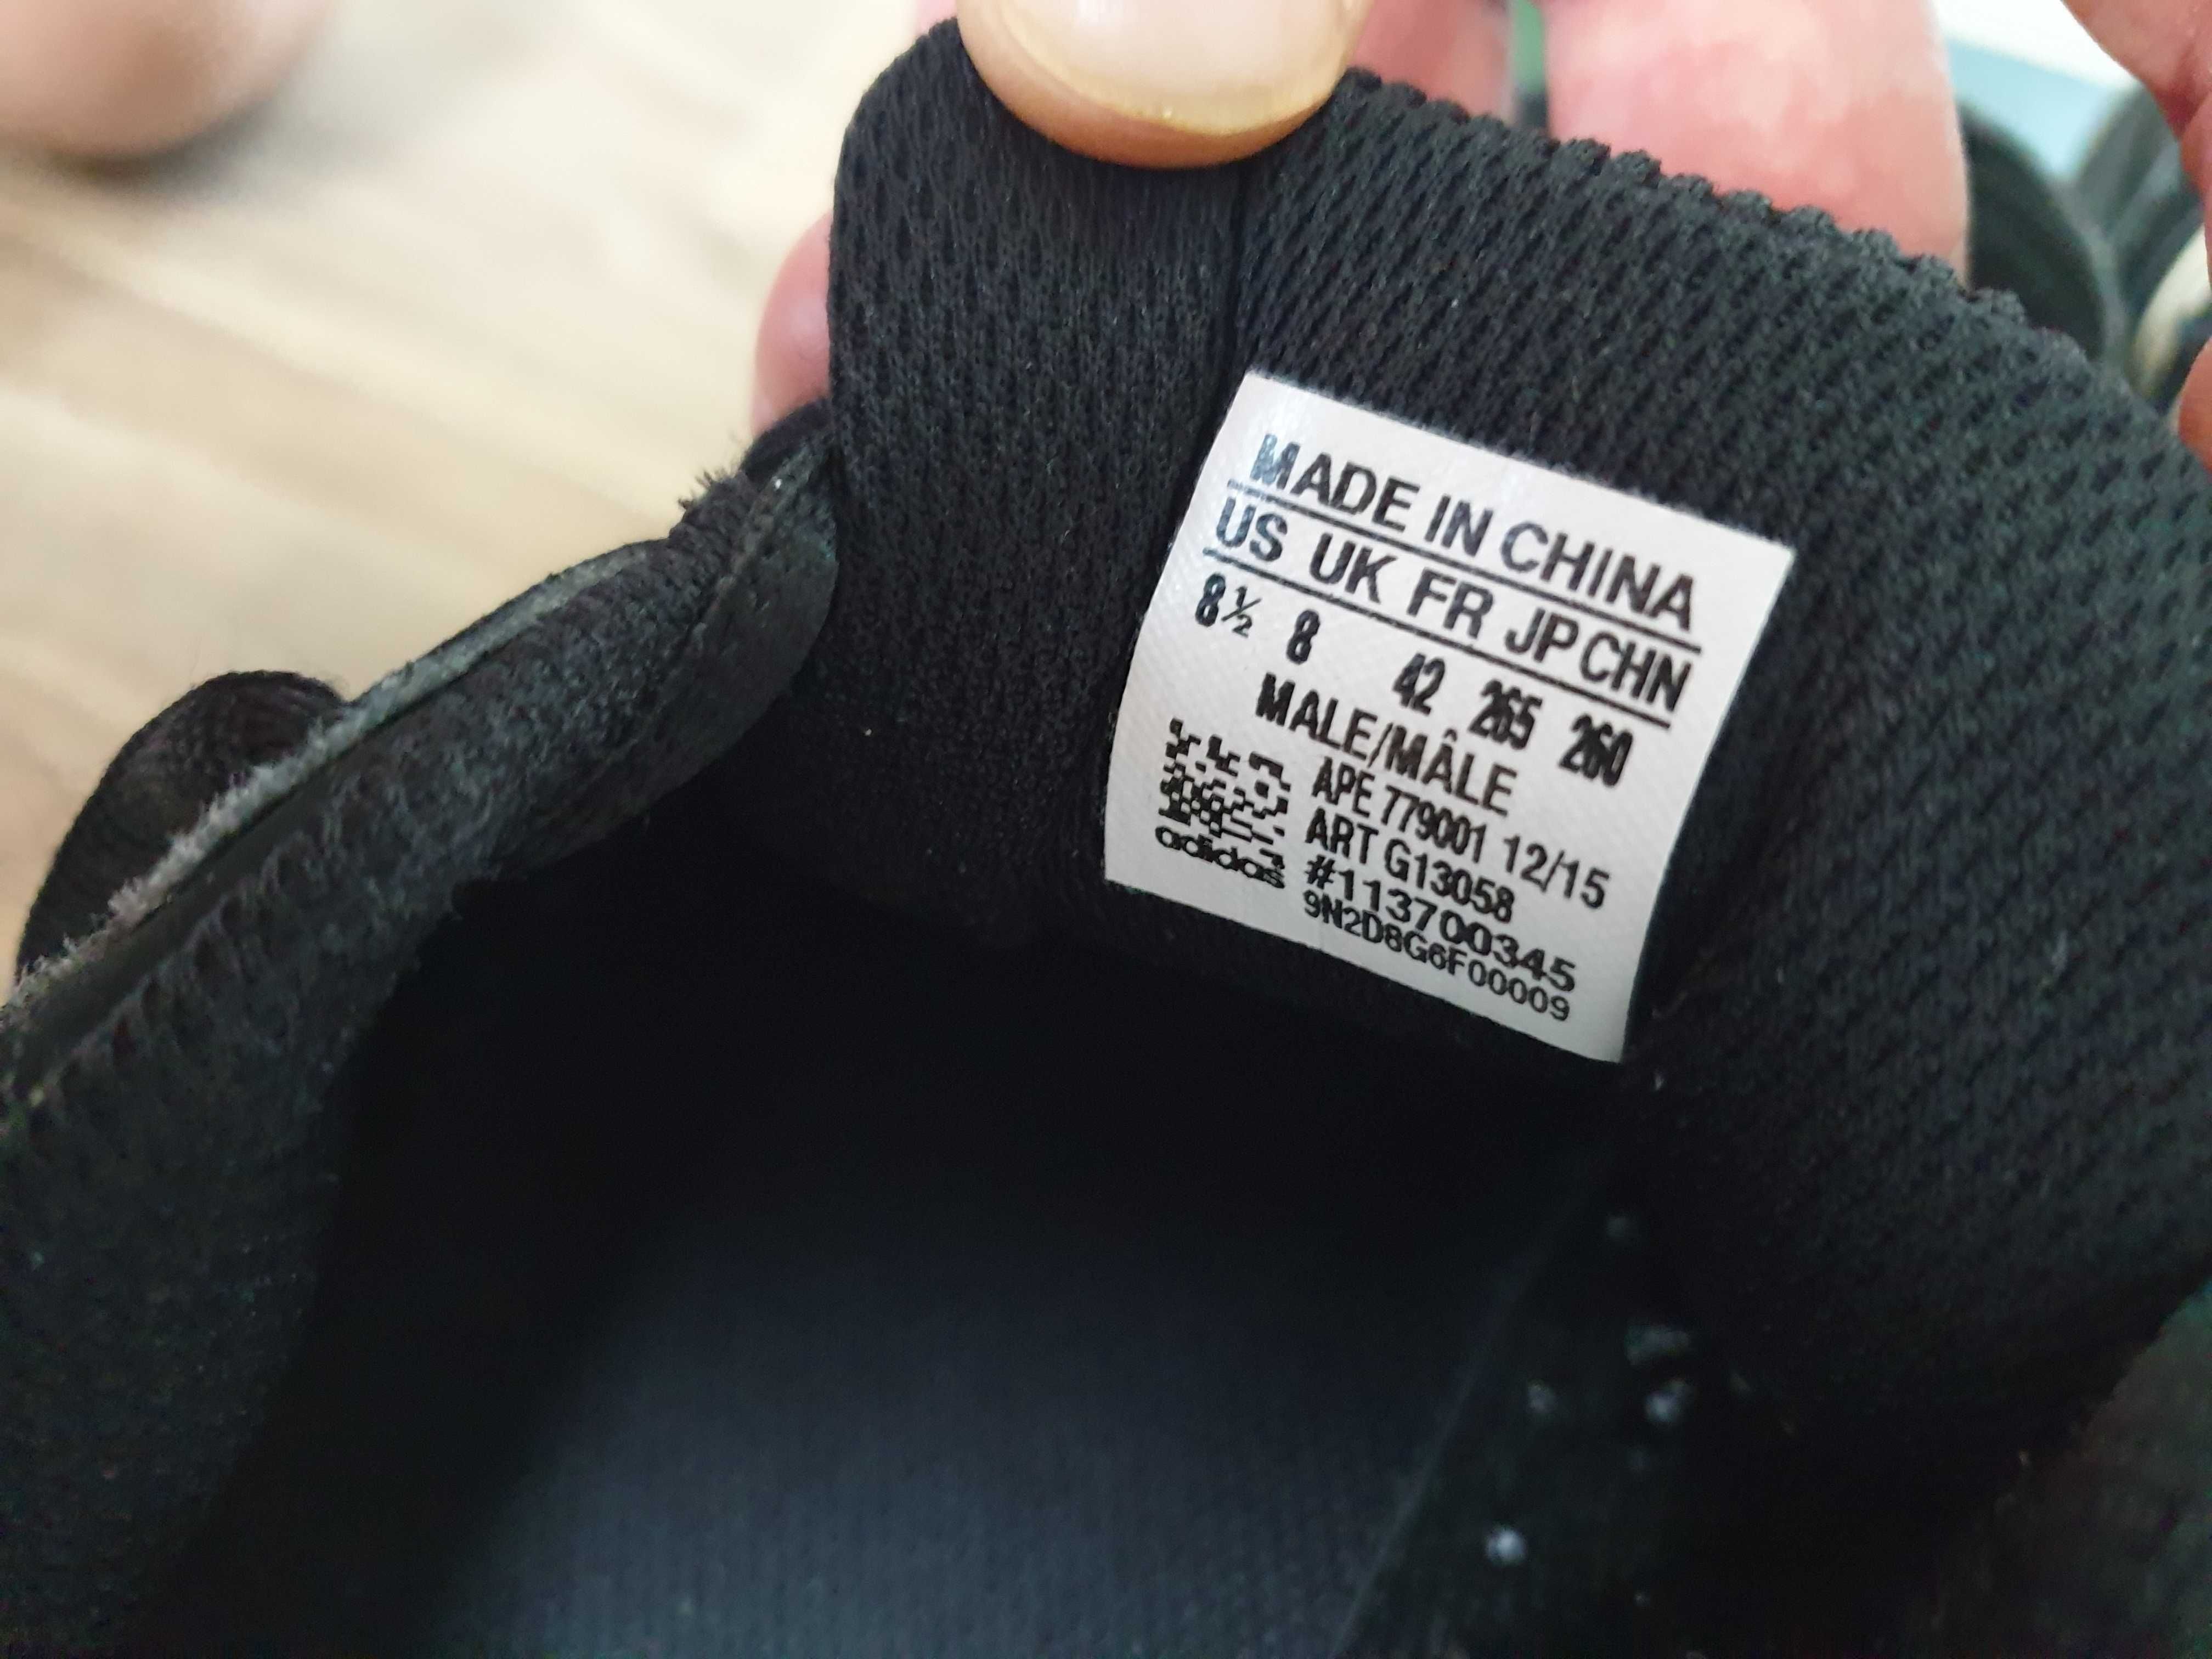 MADE IN CHINA
US UK FR JP CHN
8½ 8 42 265 260
MALE/MÂLE
APE 779001 12/15
ART G13058
#113700345
9N2D8G6F00009
adidas